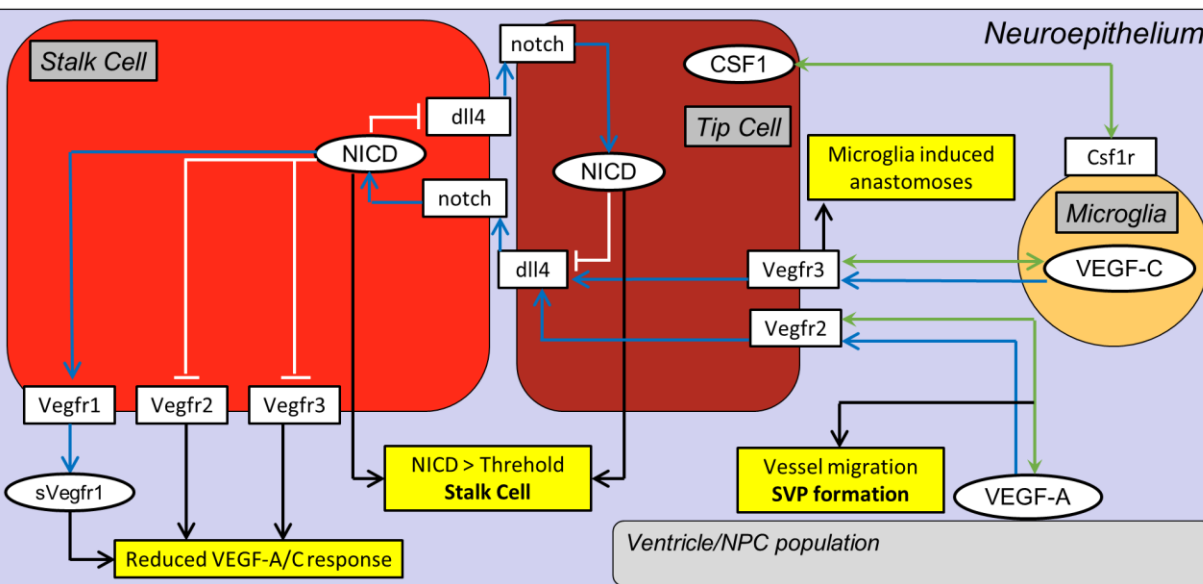 Neuroepithelium
Stalk Cell
notch
CSF1
dll4
Tip Cell
NICD
NICD
Microglia induced
anastomoses
Csf1r
Microglia
notch
dll4
Vegfr3
VEGF-C
Vegfr2
Vegfr1
Vegfr2
Vegfr3
NICD > Threhold
Stalk Cell
Vessel migration
SVP formation
sVegfr1
VEGF-A
Reduced VEGF-A/C response
Ventricle/NPC population